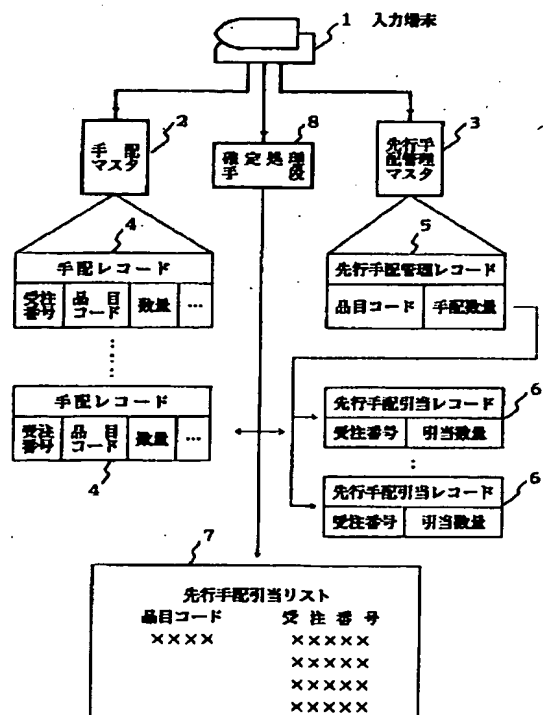 1 入力端末
2
8
3
手配
マスタ
確定処理
手段
先行手
配管理
マスタ
4
5
手配レコード
受注
番号
品目
コード
数量
…
先行手配管理レコード
品目コード
手配数量
手配レコード
受注
番号
品目
コード
数量
…
4
6
先行手配引当レコード
受注番号
引当数量
6
先行手配引当レコード
受注番号
引当数量
7
先行手配引当リスト
品目コード 受注番号
×××× ×××××
×××××
×××××
×××××